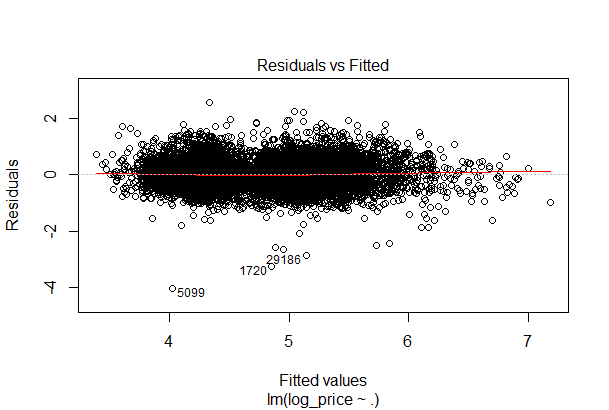 Residuals vs Fitted
Residuals
2
0
-2
-4
29186
1720
5099
4
5
6
7
Fitted values
lm(log_price ~ .)